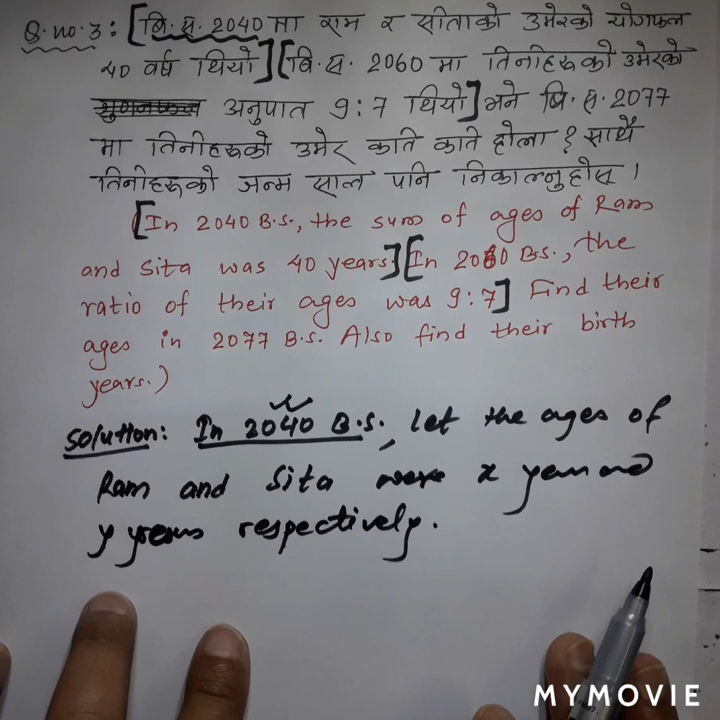 Q. no. 3: [बि. सं. 2040 मा राम र सीताको उमेरको योगफल
40 वर्ष थियो] [बि. सं. 2060 मा तिनीहरुको उमेरको
अनुपात 9:7 थियो] भने बि. सं. 2077
मा तिनीहरुको उमेर कति कति होला ? साथै
तिनीहरुको जन्म साल पनि निकाल्नुहोस् ।
[In 2040 B.S., the sum of ages of Ram
and Sita was 40 years.] [In 2060 B.S., the
ratio of their ages was 9:7] Find their
ages in 2077 B.S. Also find their birth
years.)
Solution: In 2040 B.S., let the ages of
Ram and Sita were x years and
y years respectively.
MYMOVIE